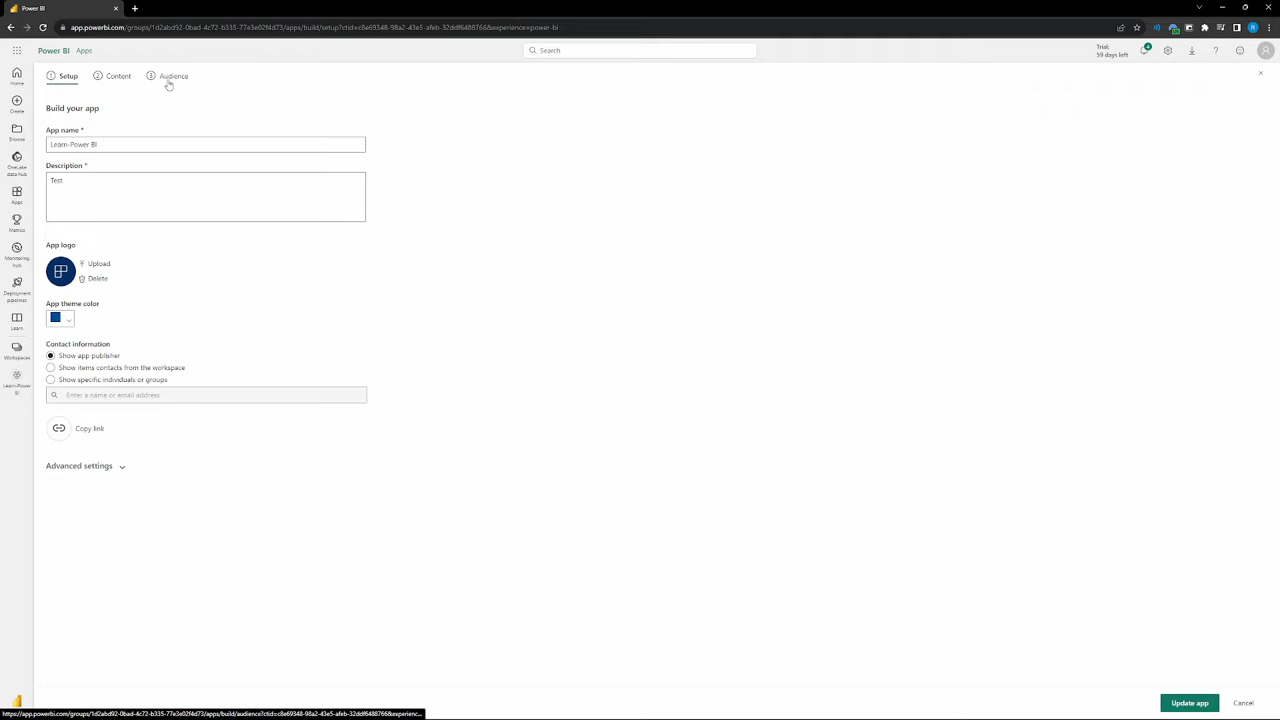 Power BI
app.powerbi.com/groups/1d2abd92-0bad-4c72-b335-77e3e02f4d73/apps/build/setup?ctid=c8e69348-98a2-43e5-afeb-32ddf6488766&experience=power-bi
Power BI Apps
Search
Trial:
59 days left
4
Home
Create
Browse
OneLake
data hub
Apps
Metrics
Monitoring
hub
Deployment
pipelines
Learn
Workspaces
Learn-Power
BI
1 Setup 2 Content 3 Audience
Build your app
App name *
Learn-Power BI
Description *
Test
App logo
Upload
Delete
App theme color
Contact information
Show app publisher
Show items contacts from the workspace
Show specific individuals or groups
Enter a name or email address
Copy link
Advanced settings
Update app Cancel
https://app.powerbi.com/groups/1d2abd92-0bad-4c72-b335-77e3e02f4d73/apps/build/audience?ctid=c8e69348-98a2-43e5-afeb-32ddf6488766&experienc...